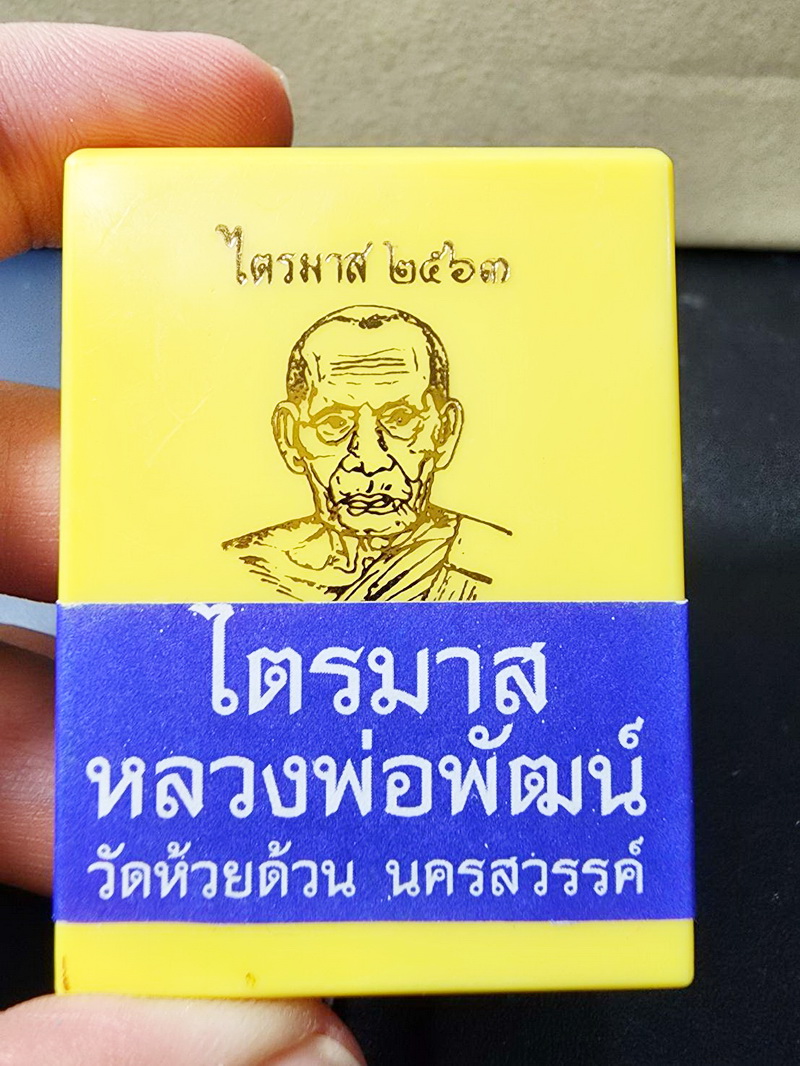 ไตรมาส ๒๕๖๓
ไตรมาส
หลวงพ่อพัฒน์
วัดห้วยด้วน นครสวรรค์